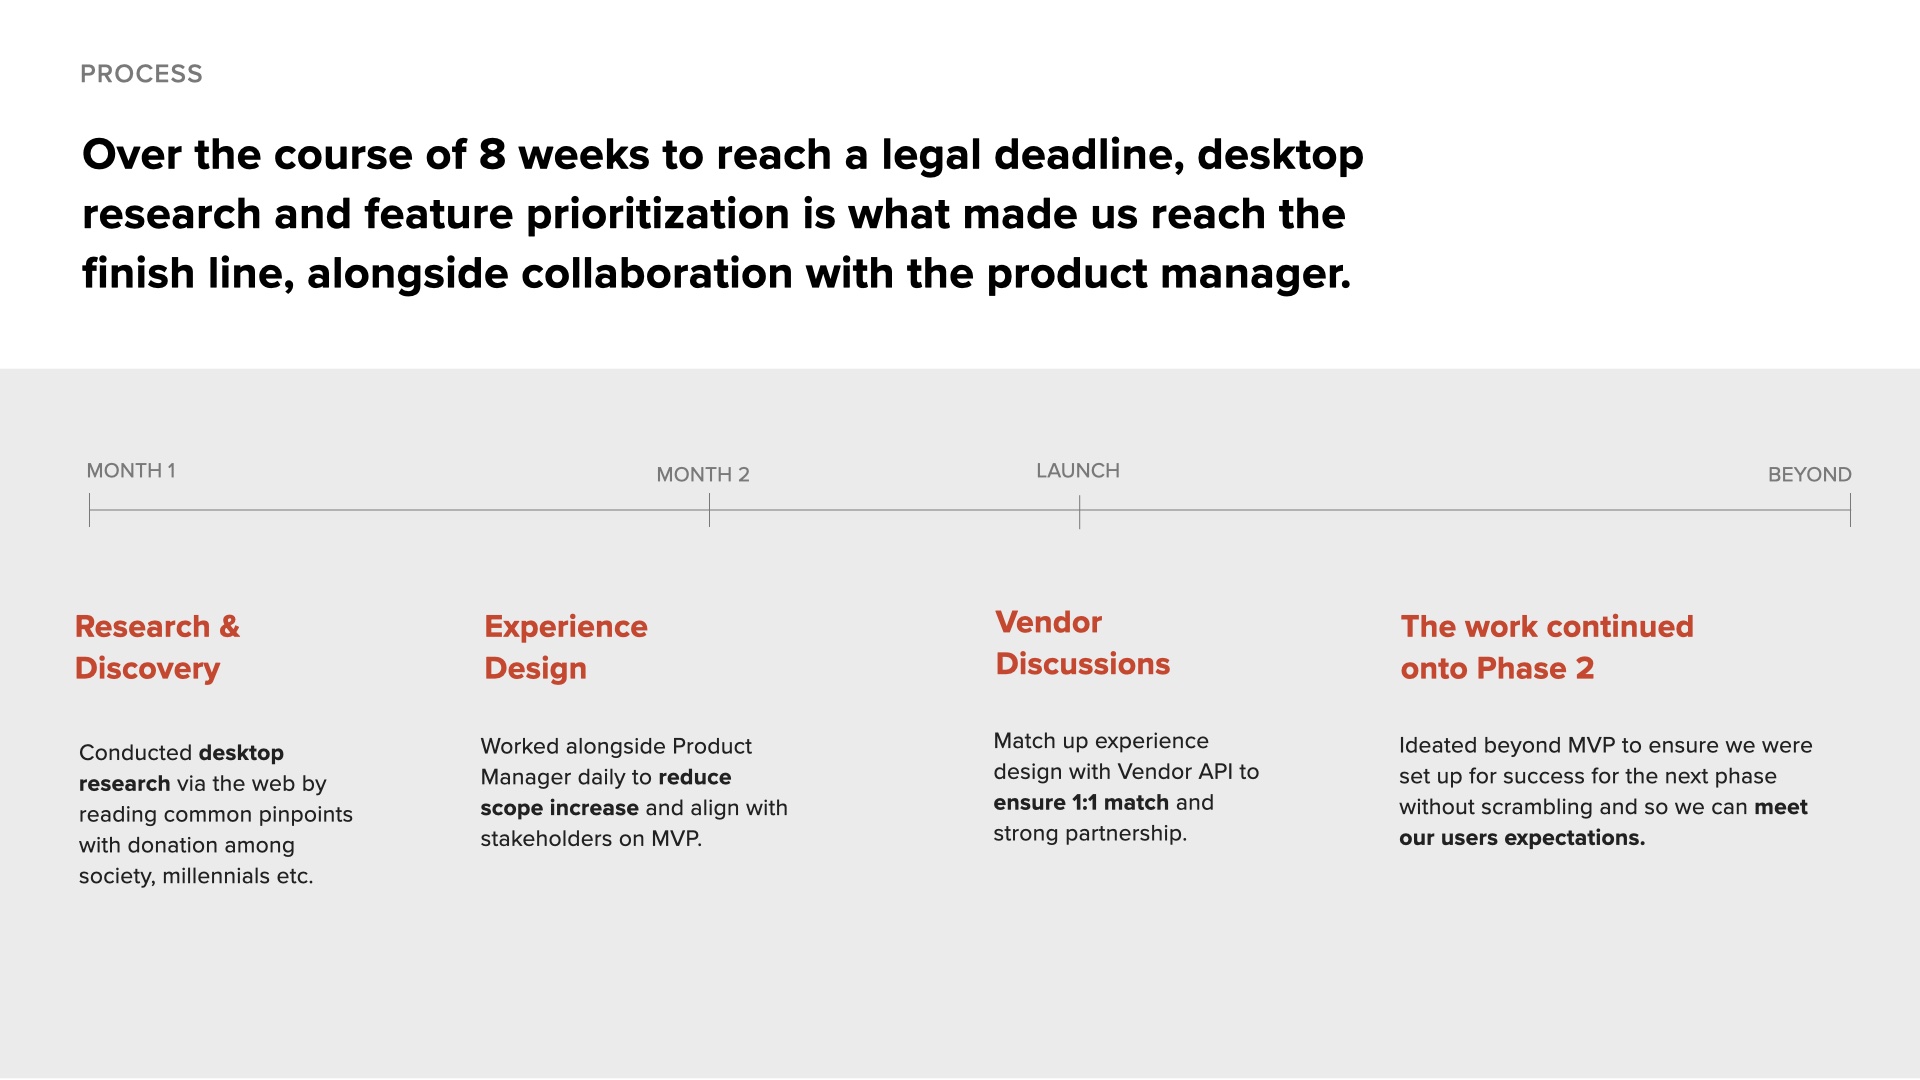 PROCESS
Over the course of 8 weeks to reach a legal deadline, desktop
research and feature prioritization is what made us reach the
finish line, alongside collaboration with the product manager.
MONTH 1
MONTH 2
LAUNCH
BEYOND
Research &
Discovery
Conducted desktop
research via the web by
reading common pinpoints
with donation among
society, millennials etc.
Experience
Design
Worked alongside Product
Manager daily to reduce
scope increase and align with
stakeholders on MVP.
Vendor
Discussions
Match up experience
design with Vendor API to
ensure 1:1 match and
strong partnership.
The work continued
onto Phase 2
Ideated beyond MVP to ensure we were
set up for success for the next phase
without scrambling and so we can meet
our users expectations.